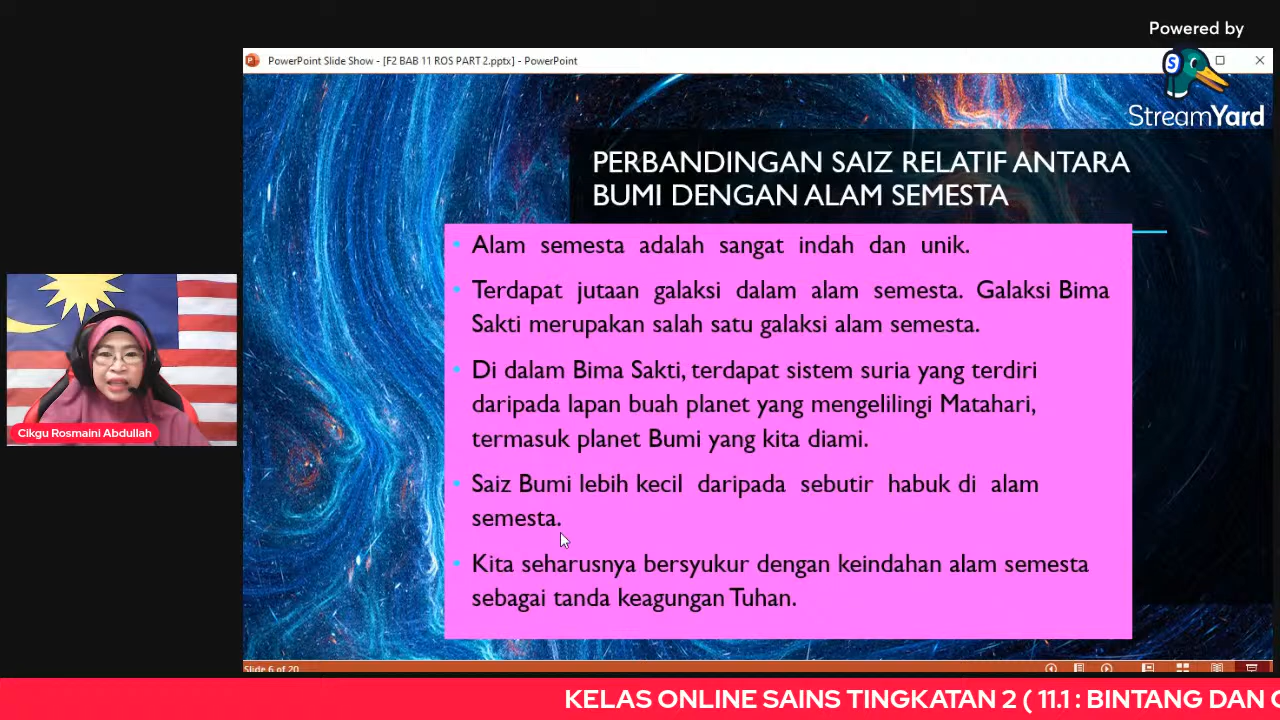 Powered by
StreamYard
PowerPoint Slide Show - [F2 BAB 11 ROS PART 2.pptx] - PowerPoint
PERBANDINGAN SAIZ RELATIF ANTARA
BUMI DENGAN ALAM SEMESTA
• Alam semesta adalah sangat indah dan unik.
• Terdapat jutaan galaksi dalam alam semesta. Galaksi Bima
Sakti merupakan salah satu galaksi alam semesta.
• Di dalam Bima Sakti, terdapat sistem suria yang terdiri
daripada lapan buah planet yang mengelilingi Matahari,
termasuk planet Bumi yang kita diami.
• Saiz Bumi lebih kecil daripada sebutir habuk di alam
semesta.
• Kita seharusnya bersyukur dengan keindahan alam semesta
sebagai tanda keagungan Tuhan.
Cikgu Rosmaini Abdullah
Slide 6 of 20
KELAS ONLINE SAINS TINGKATAN 2 ( 11.1 : BINTANG DAN